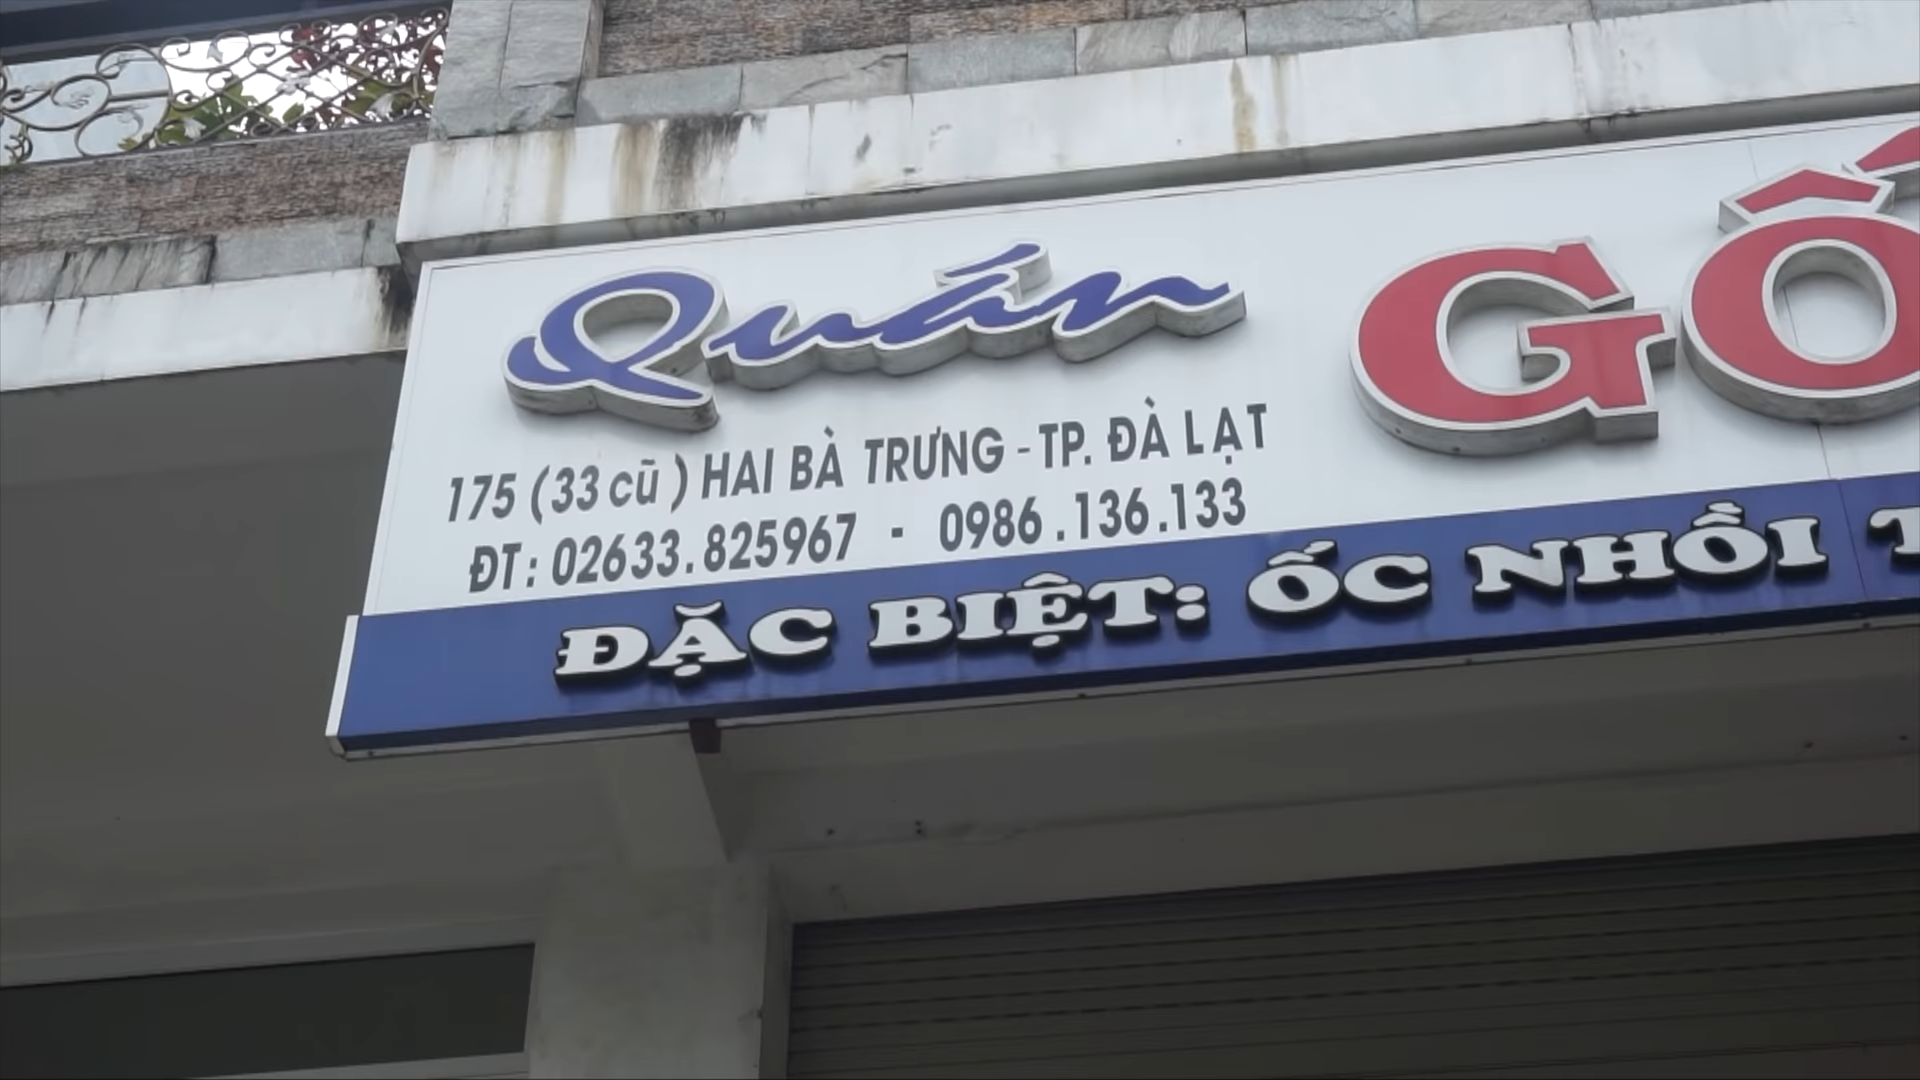 Quán GỐ
175 (33 cũ) HAI BÀ TRƯNG - TP. ĐÀ LẠT
ĐT: 02633.825967 - 0986.136.133
ĐẶC BIỆT: ỐC NHỒI T